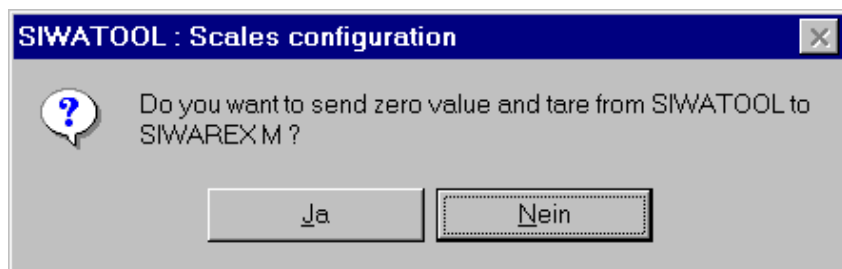 SIWATOOL : Scales configuration
Do you want to send zero value and tare from SIWATOOL to
SIWAREX M ?
Ja
Nein